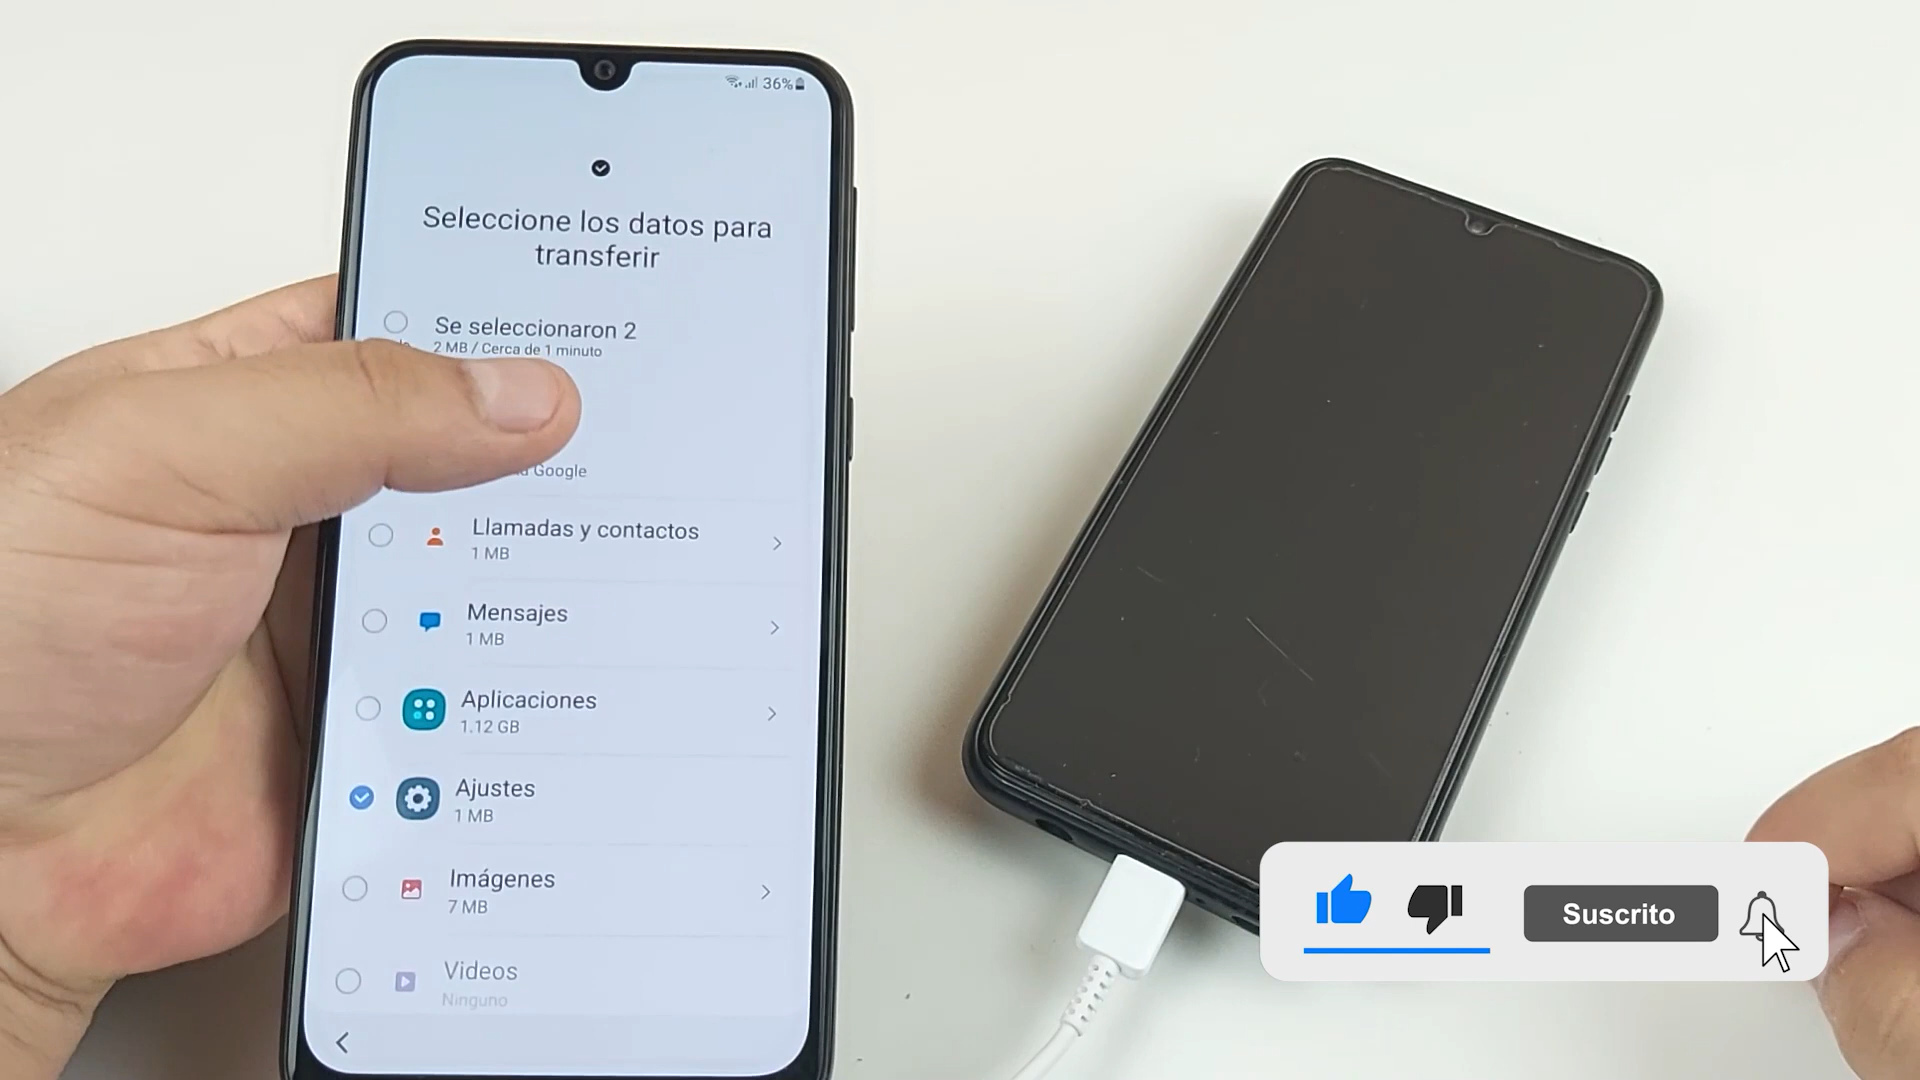 36%
Seleccione los datos para
transferir
Se seleccionaron 2
2 MB / Cerca de 1 minuto
Google
Llamadas y contactos
1 MB
Mensajes
1 MB
Aplicaciones
1.12 GB
Ajustes
1 MB
Imágenes
7 MB
Videos
Ninguno
Suscrito